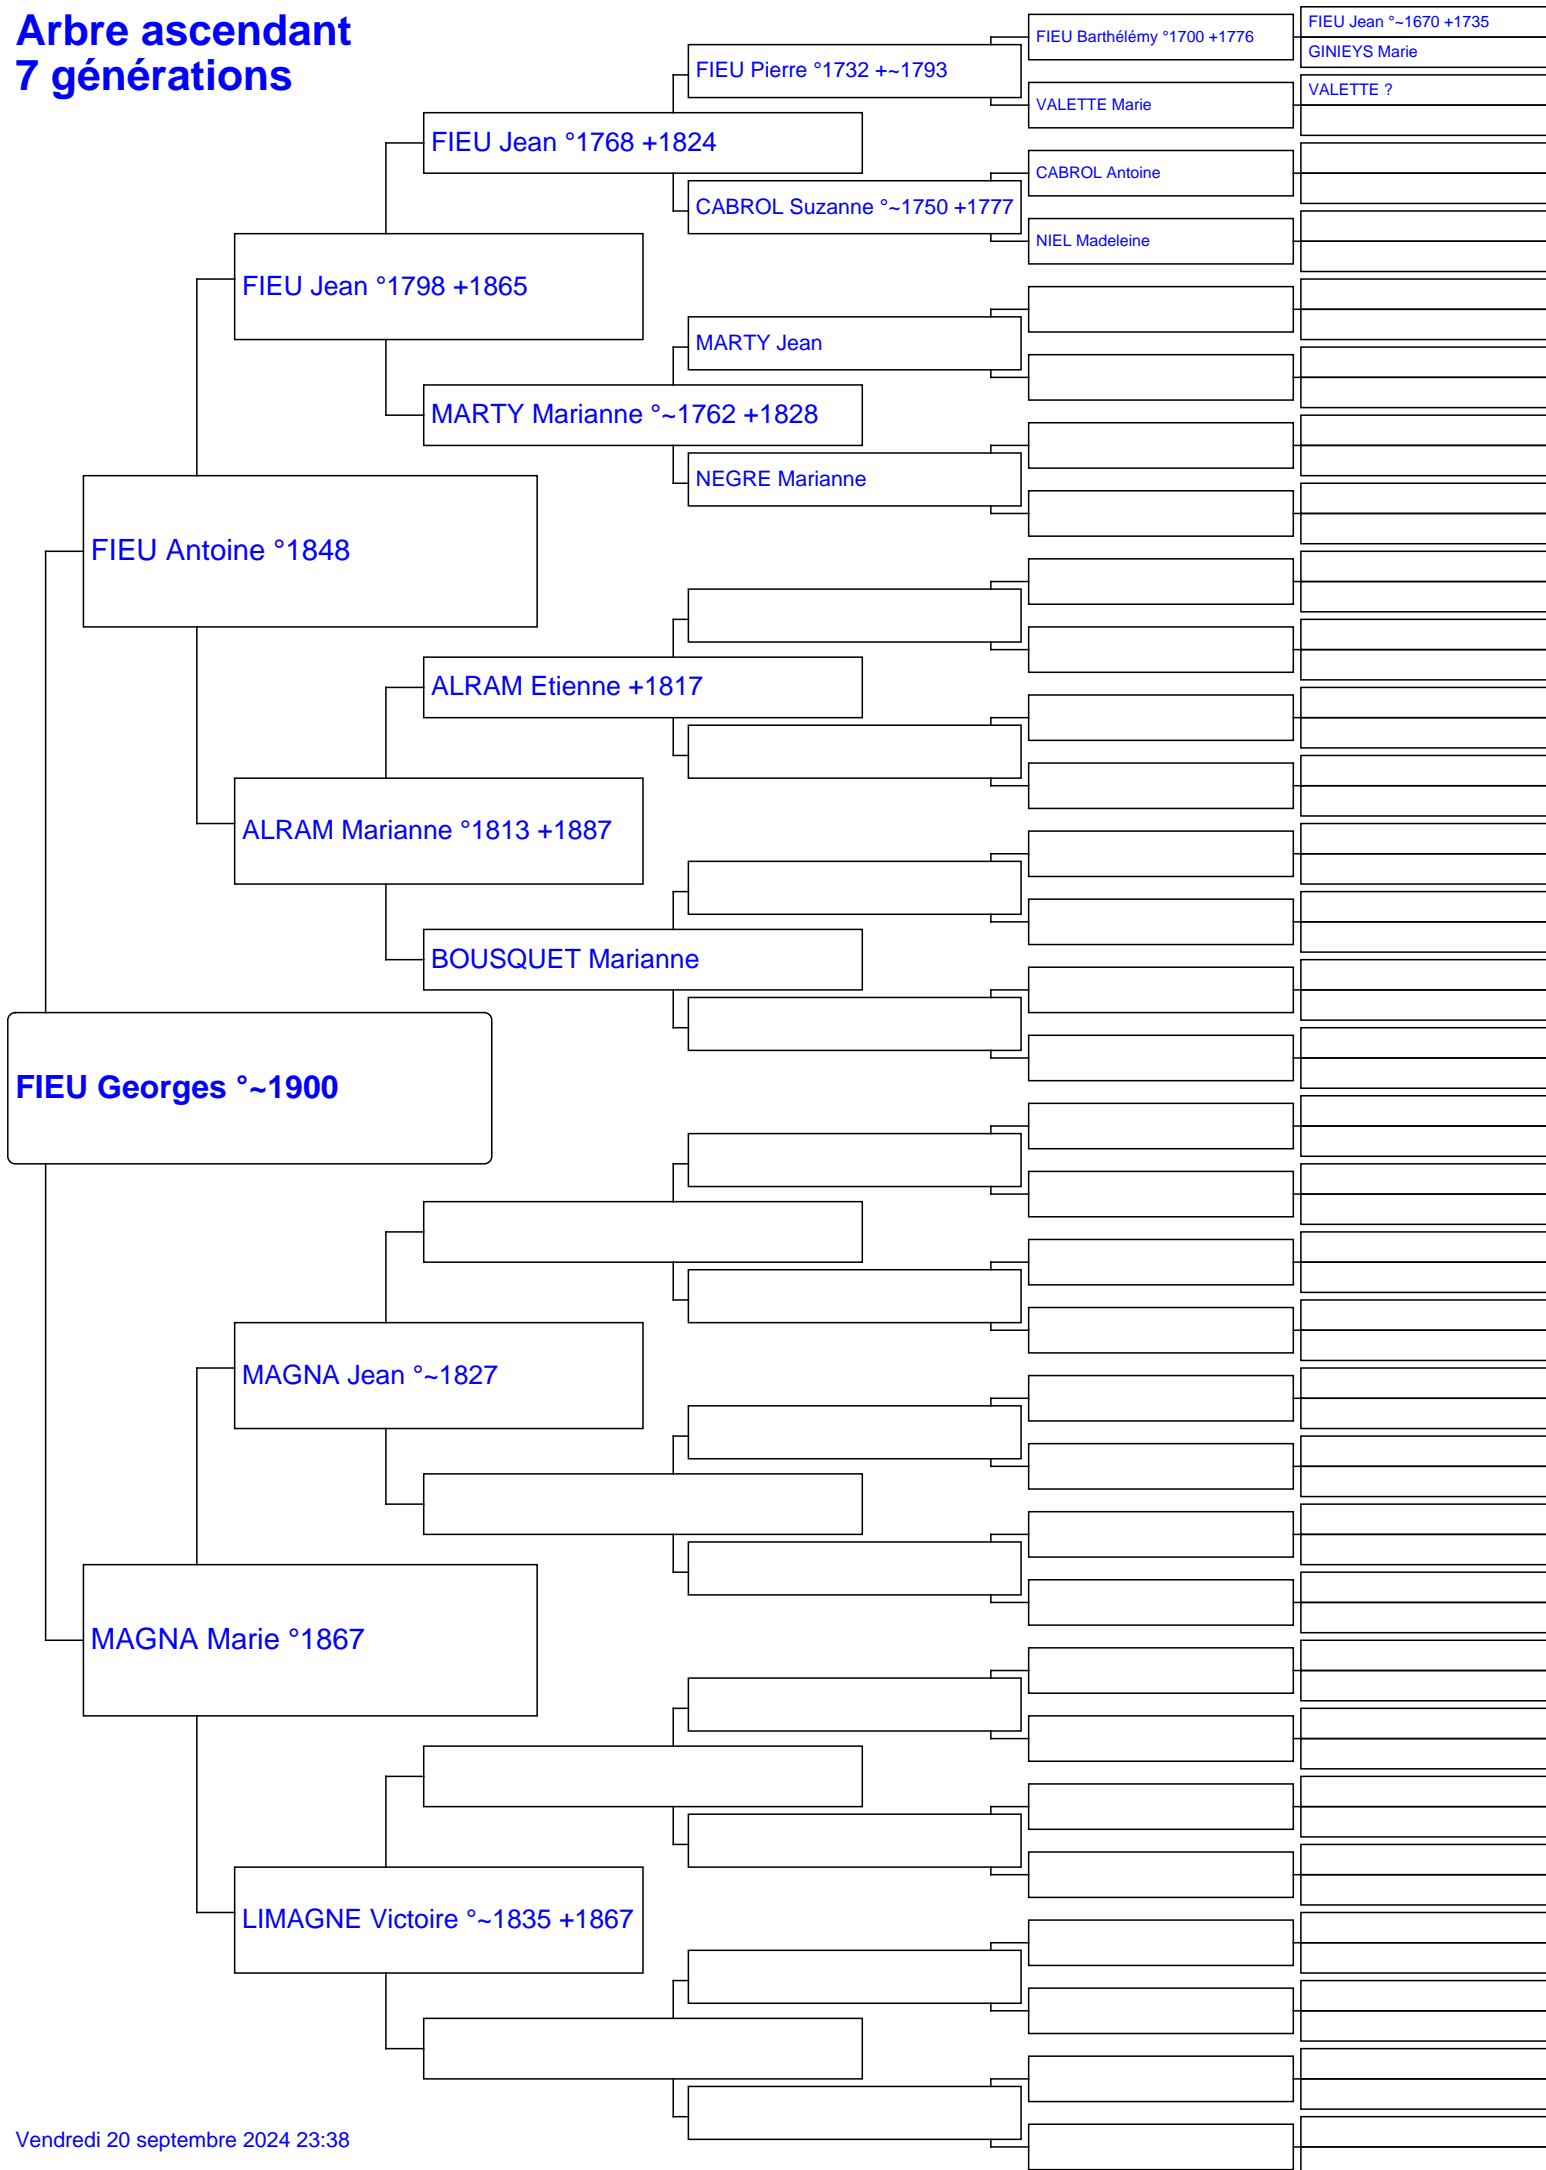 Arbre ascendant
7 générations
FIEU Jean °~1670 +1735
FIEU Barthélémy °1700 +1776
GINIEYS Marie
FIEU Pierre °1732 +~1793
VALETTE ?
VALETTE Marie
FIEU Jean °1768 +1824
CABROL Antoine
CABROL Suzanne °~1750 +1777
NIEL Madeleine
FIEU Jean °1798 +1865
MARTY Jean
MARTY Marianne °~1762 +1828
NEGRE Marianne
FIEU Antoine °1848
ALRAM Etienne +1817
ALRAM Marianne °1813 +1887
BOUSQUET Marianne
FIEU Georges °~1900
MAGNA Jean °~1827
MAGNA Marie °1867
LIMAGNE Victoire °~1835 +1867
Vendredi 20 septembre 2024 23:38